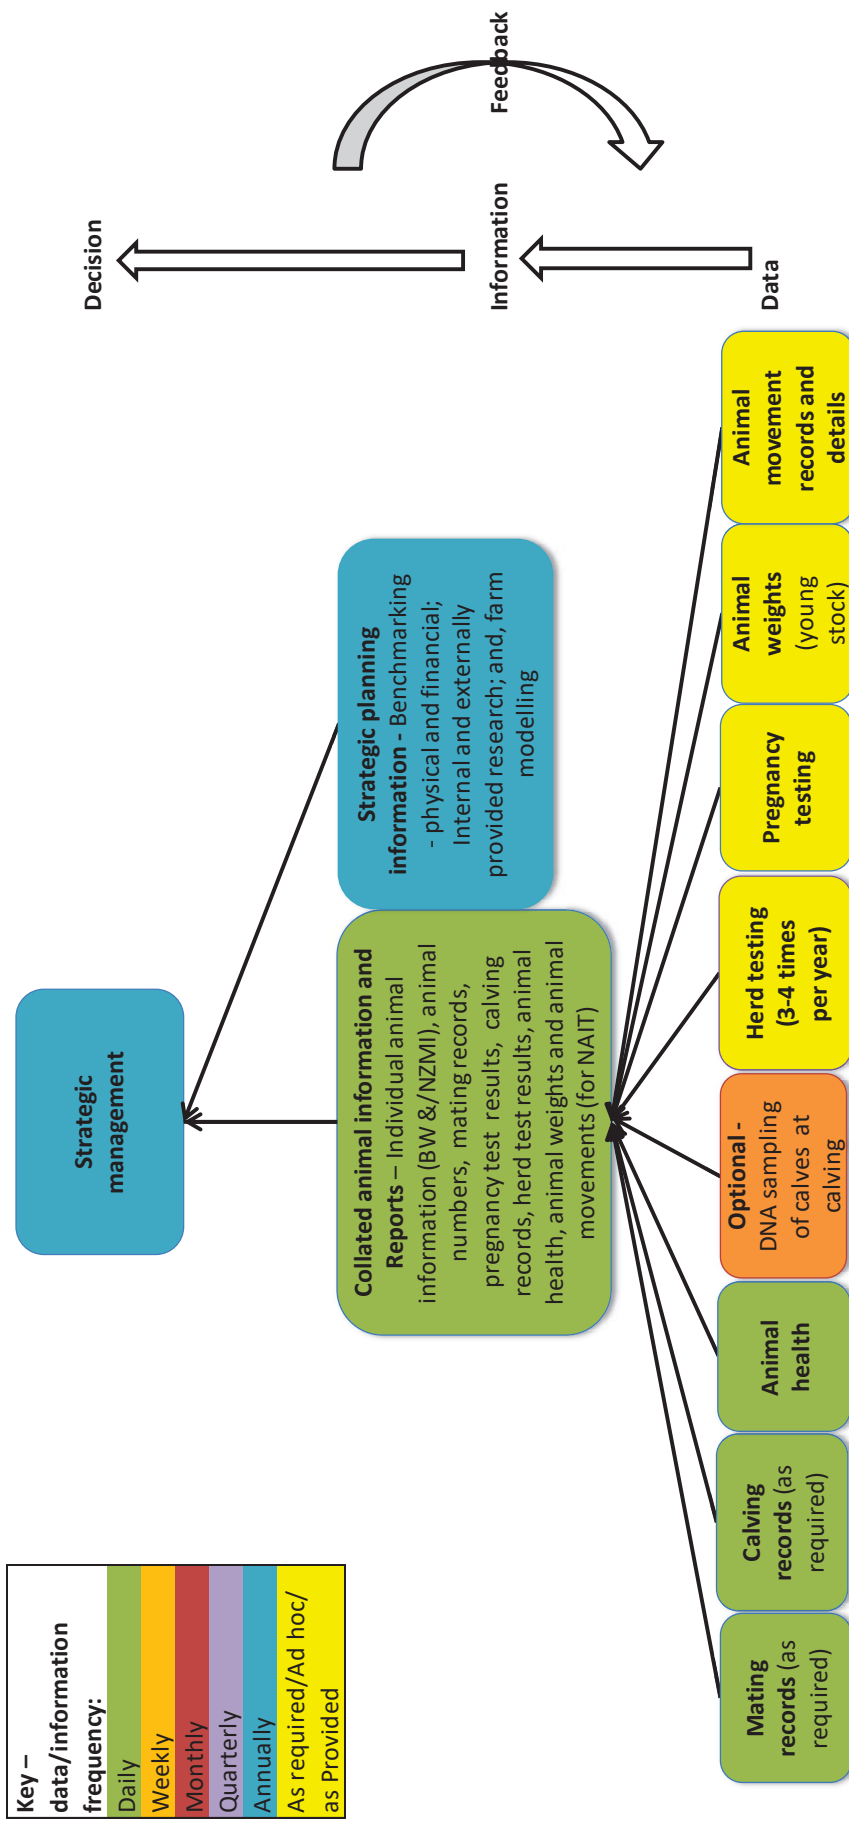 Key –
data/information
frequency:
Daily
Weekly
Monthly
Quarterly
Annually
As required/Ad hoc/
as Provided
Strategic
management
Decision
Collated animal information and
Reports – Individual animal
information (BW &/NZMI), animal
numbers, mating records,
pregnancy test results, calving
records, herd test results, animal
health, animal weights and animal
movements (for NAIT)
Strategic planning
information - Benchmarking
- physical and financial;
Internal and externally
provided research; and, farm
modelling
Information
Feedback
Mating
records (as
required)
Calving
records (as
required)
Animal
health
Optional -
DNA sampling
of calves at
calving
Herd testing
(3-4 times
per year)
Pregnancy
testing
Animal
weights
(young
stock)
Animal
movement
records and
details
Data